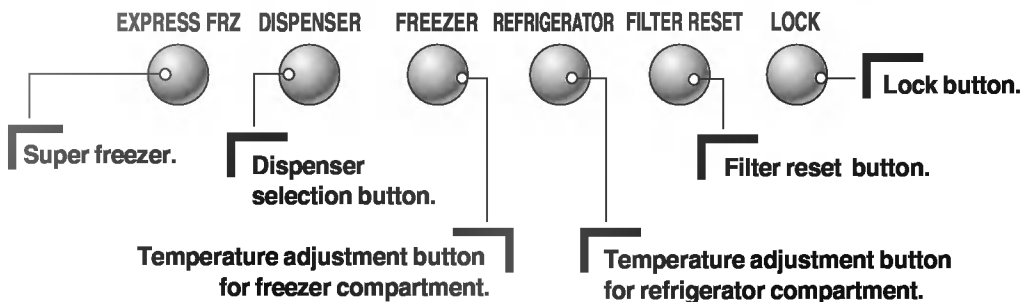 EXPRESS FRZ DISPENSER FREEZER REFRIGERATOR FILTER RESET LOCK
Lock button.
Super freezer.
Dispenser
selection button.
Filter reset button.
Temperature adjustment button
for freezer compartment.
Temperature adjustment button
for refrigerator compartment.